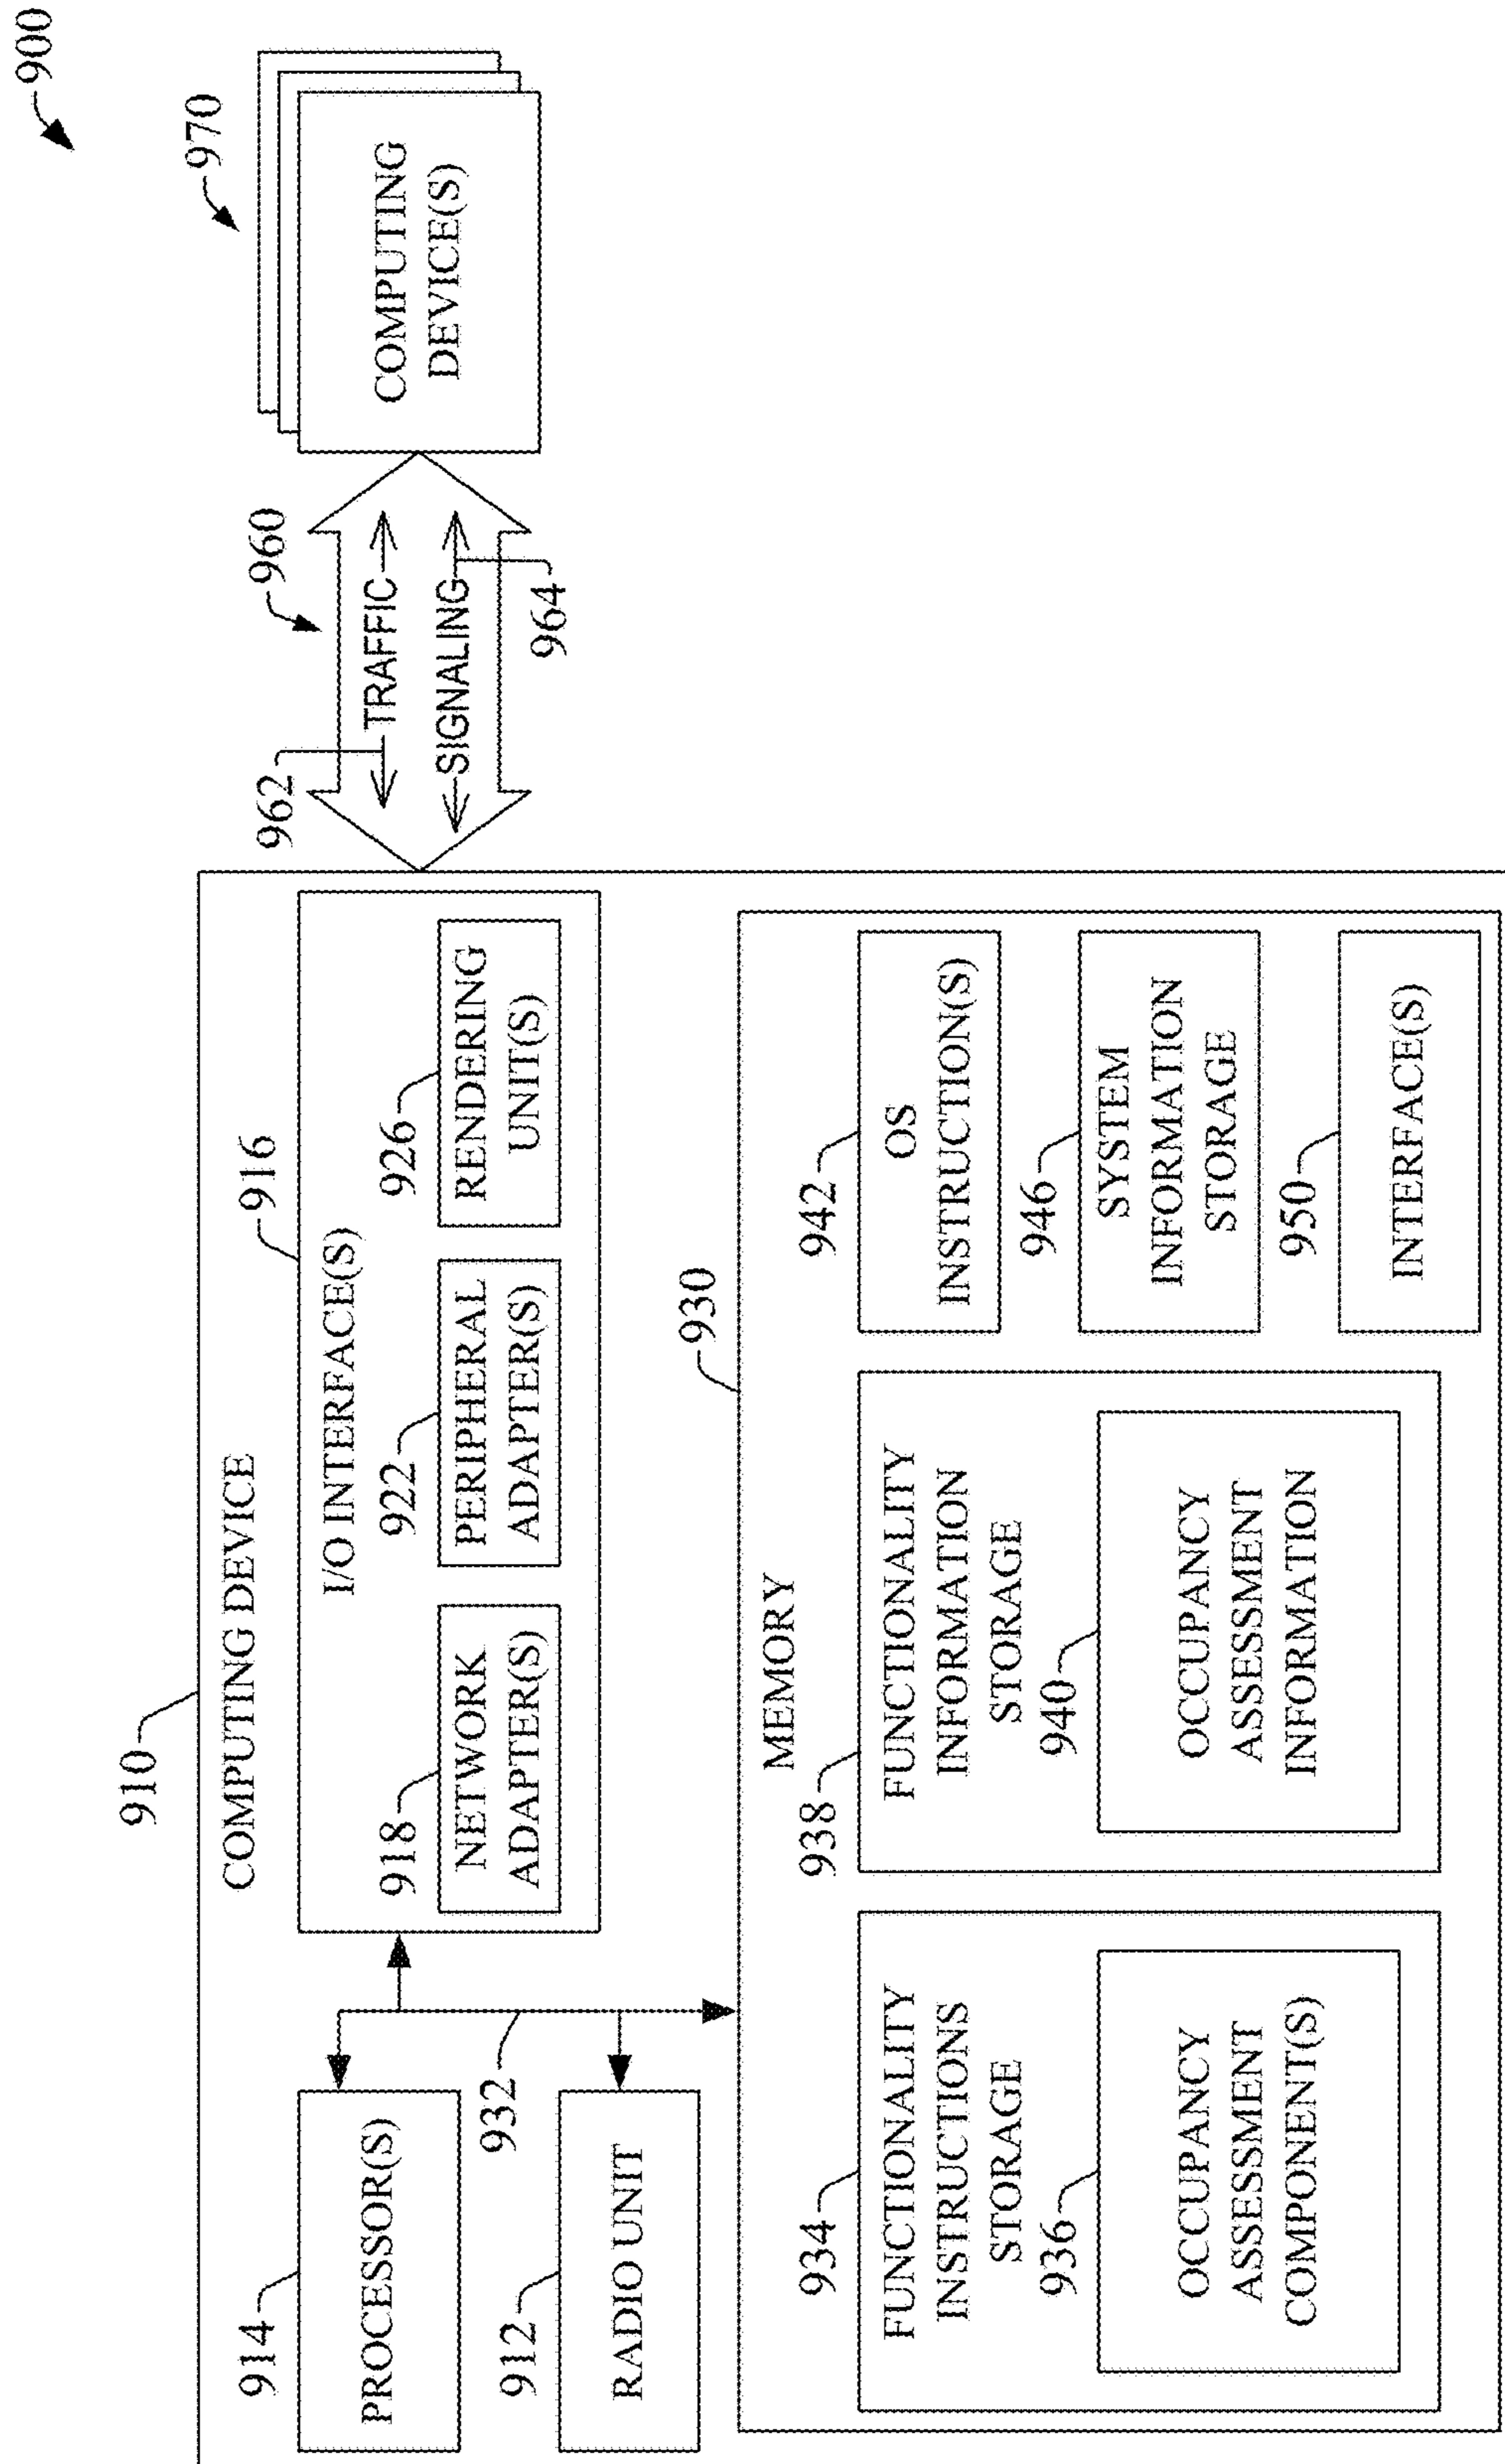 900
910
COMPUTING DEVICE
914
PROCESSOR(S)
932
912
RADIO UNIT
916
I/O INTERFACE(S)
918
NETWORK
ADAPTER(S)
922
PERIPHERAL
ADAPTER(S)
926
RENDERING
UNIT(S)
930
MEMORY
934
FUNCTIONALITY
INSTRUCTIONS
STORAGE
936
OCCUPANCY
ASSESSMENT
COMPONENT(S)
938
FUNCTIONALITY
INFORMATION
STORAGE
940
OCCUPANCY
ASSESSMENT
INFORMATION
942
OS
INSTRUCTION(S)
946
SYSTEM
INFORMATION
STORAGE
950
INTERFACE(S)
962
960
TRAFFIC
SIGNALING
964
970
COMPUTING
DEVICE(S)